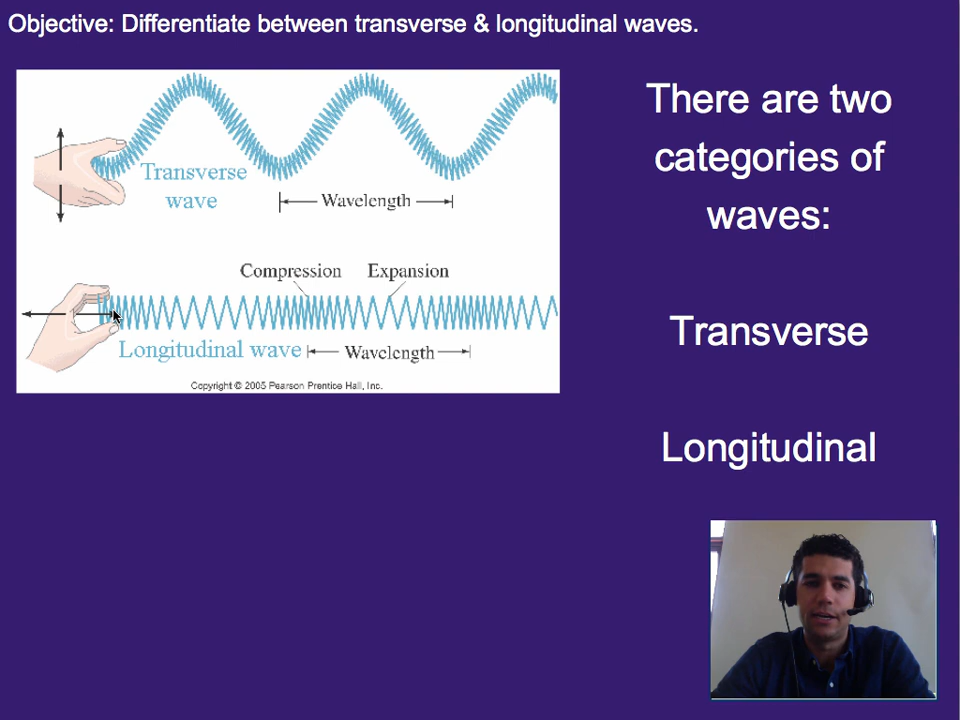 Objective: Differentiate between transverse & longitudinal waves.
There are two
categories of
waves:
Transverse
Longitudinal
Transverse
wave
Wavelength
Compression Expansion
Longitudinal wave
Wavelength
Copyright © 2005 Pearson Prentice Hall, Inc.